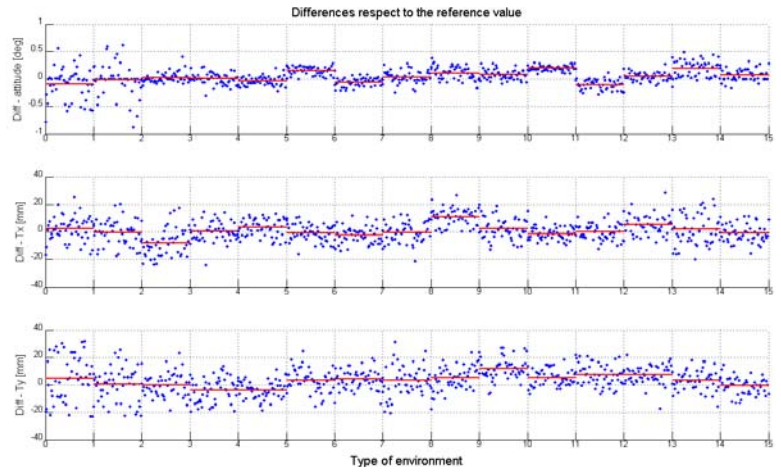 Differences respect to the reference value
Diff - attitude [deg]
1
0.5
0
-0.5
-1
0 1 2 3 4 5 6 7 8 9 10 11 12 13 14 15
Diff - Tx [mm]
40
20
0
-20
-40
0 1 2 3 4 5 6 7 8 9 10 11 12 13 14 15
Diff - Ty [mm]
40
20
0
-20
-40
0 1 2 3 4 5 6 7 8 9 10 11 12 13 14 15
Type of environment